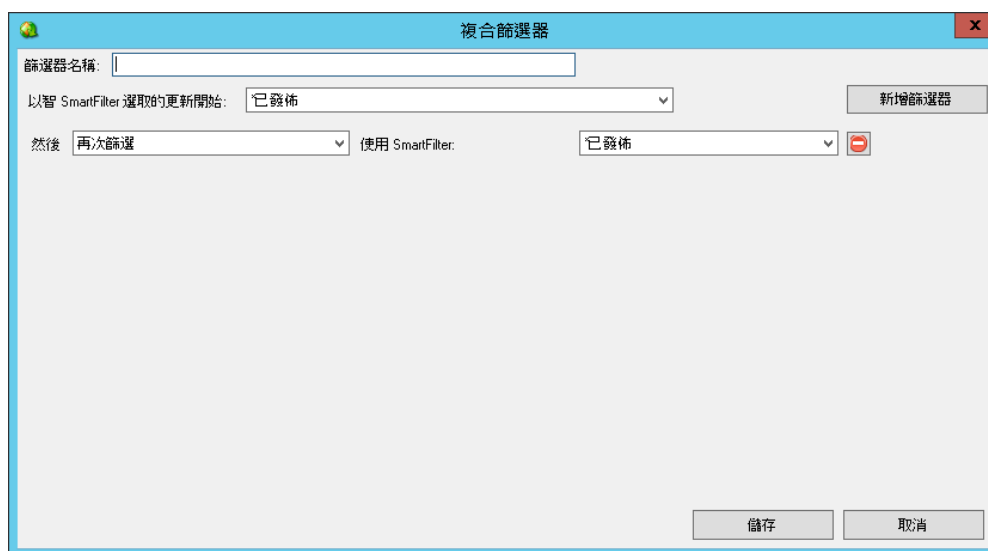 複合篩選器
x
篩選器名稱:
以智 SmartFilter 選取的更新開始: *已發佈 新增篩選器
然後 再次篩選 使用 SmartFilter: *已發佈
儲存 取消